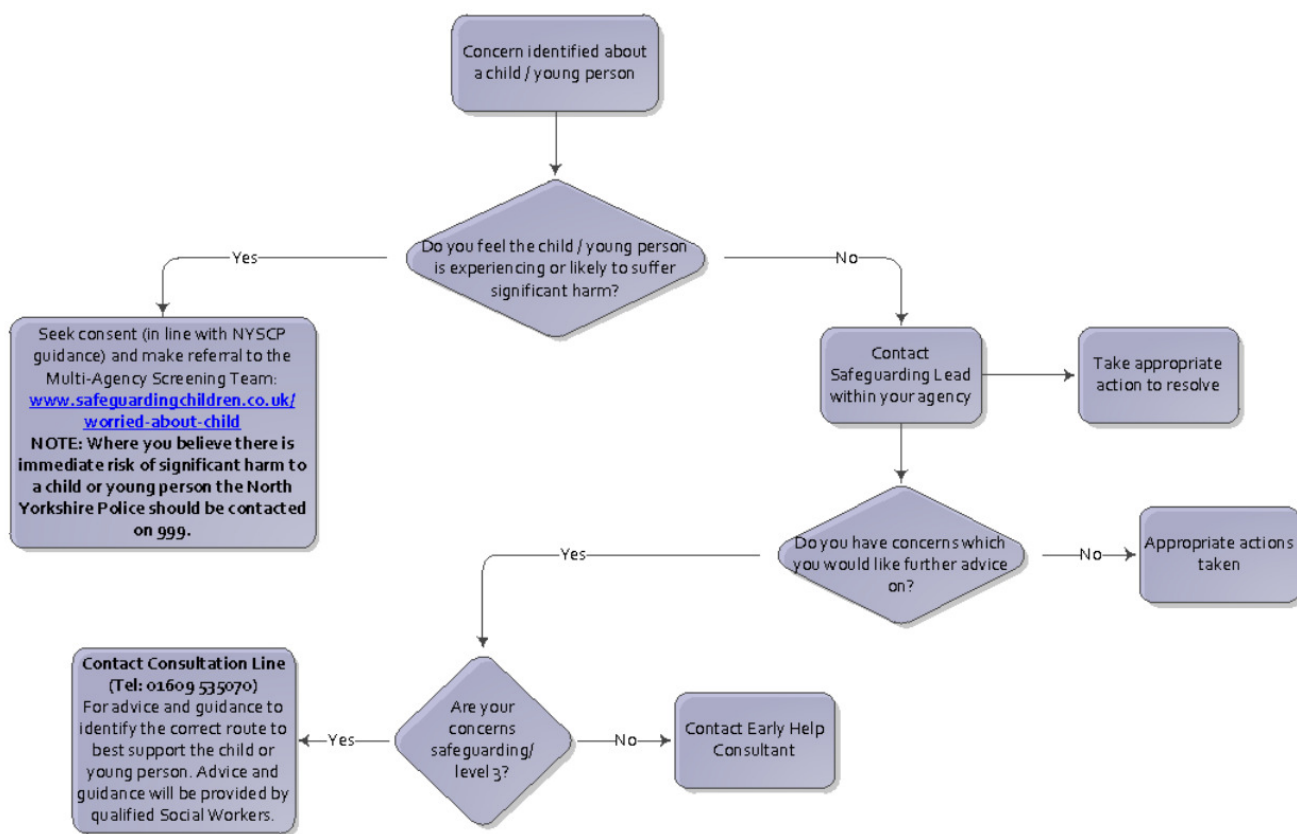 Concern identified about
a child / young person
Do you feel the child / young person
is experiencing or likely to suffer
significant harm?
Yes
No
Seek consent (in line with NYSCP
guidance) and make referral to the
Multi-Agency Screening Team:
www.safeguardingchildren.co.uk/
worried-about-child
NOTE: Where you believe there is
immediate risk of significant harm to
a child or young person the North
Yorkshire Police should be contacted
on 999.
Contact
Safeguarding Lead
within your agency
Take appropriate
action to resolve
Do you have concerns which
you would like further advice
on?
Yes
No
Appropriate actions
taken
Contact Consultation Line
(Tel: 01609 535070)
For advice and guidance to
identify the correct route to
best support the child or
young person. Advice and
guidance will be provided by
qualified Social Workers.
Yes
Are your
concerns
safeguarding/
level 3?
No
Contact Early Help
Consultant